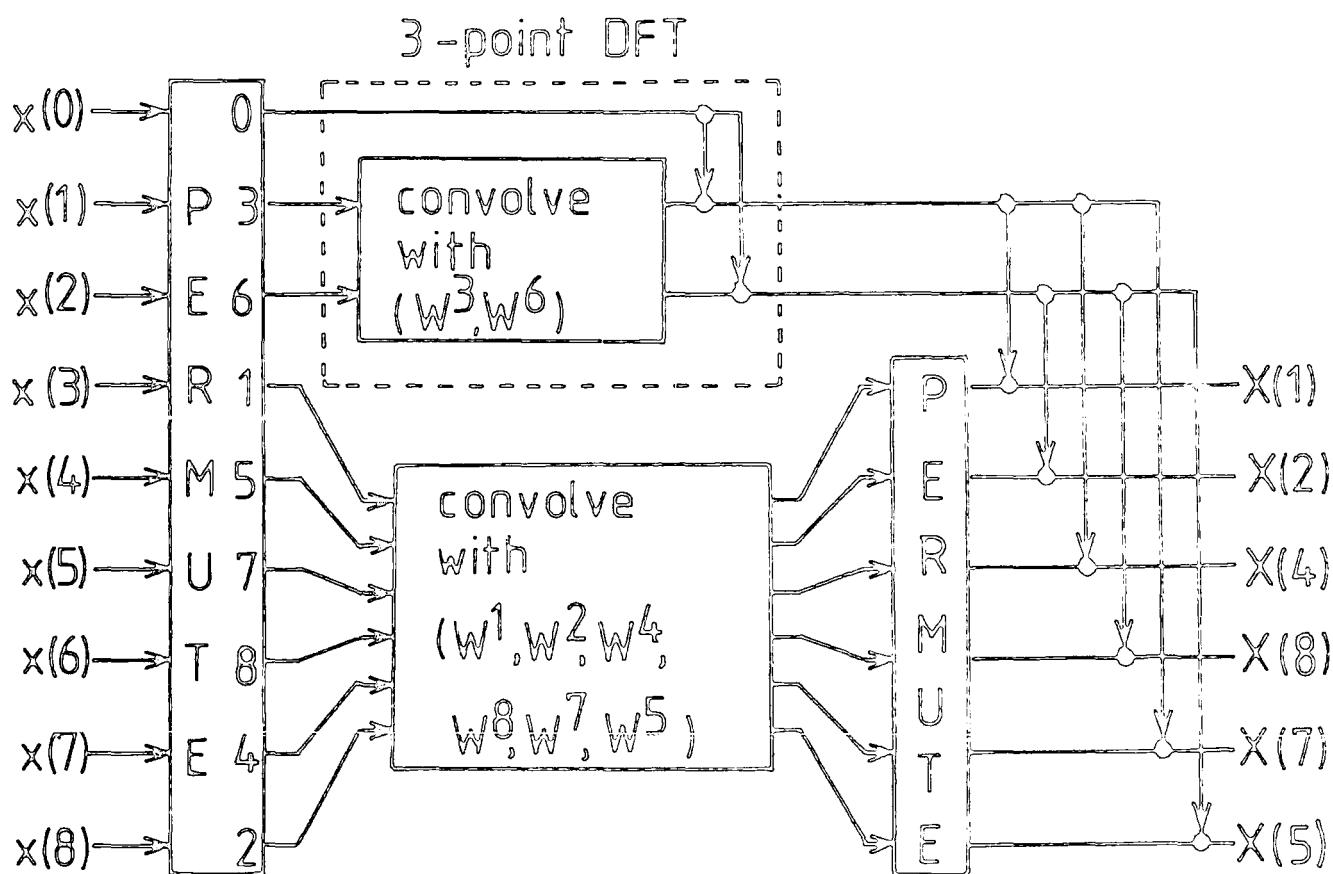 3-point DFT
x(0)
x(1)
x(2)
x(3)
x(4)
x(5)
x(6)
x(7)
x(8)
PERMUTE
0
3
6
1
5
7
8
4
2
convolve
with
(W³,W⁶)
convolve
with
(W¹,W²,W⁴,
W⁸,W⁷,W⁵)
PERMUTE
X(1)
X(2)
X(4)
X(8)
X(7)
X(5)